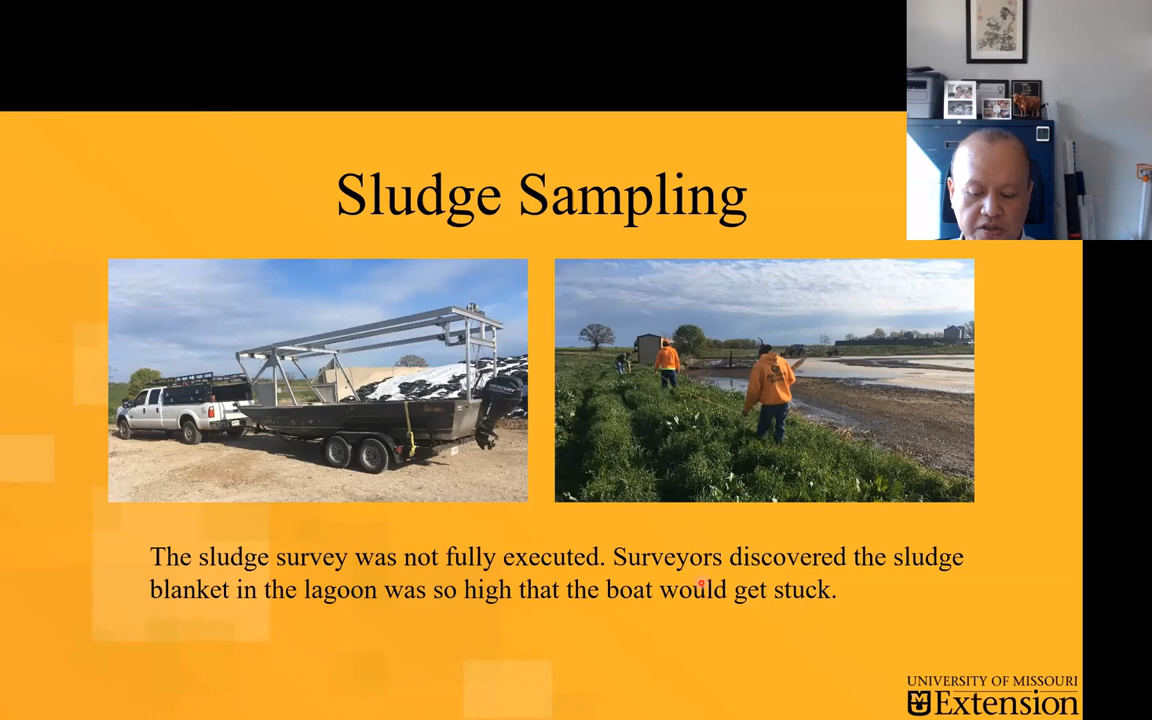 Sludge Sampling
The sludge survey was not fully executed. Surveyors discovered the sludge
blanket in the lagoon was so high that the boat would get stuck.
UNIVERSITY OF MISSOURI
Extension